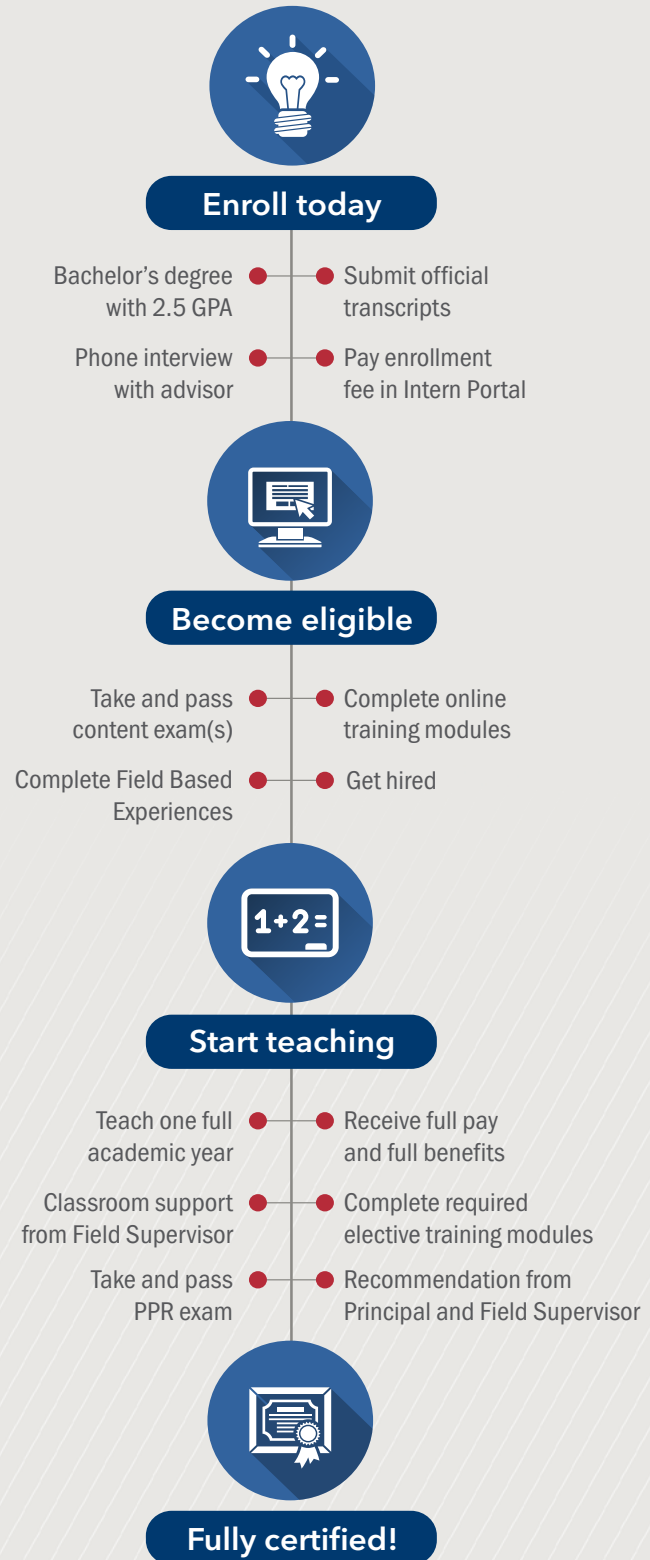 Enroll today
Bachelor's degree
with 2.5 GPA
Submit official
transcripts
Phone interview
with advisor
Pay enrollment
fee in Intern Portal
Become eligible
Take and pass
content exam(s)
Complete online
training modules
Complete Field Based
Experiences
Get hired
1+2=
Start teaching
Teach one full
academic year
Receive full pay
and full benefits
Classroom support
from Field Supervisor
Complete required
elective training modules
Take and pass
PPR exam
Recommendation from
Principal and Field Supervisor
Fully certified!